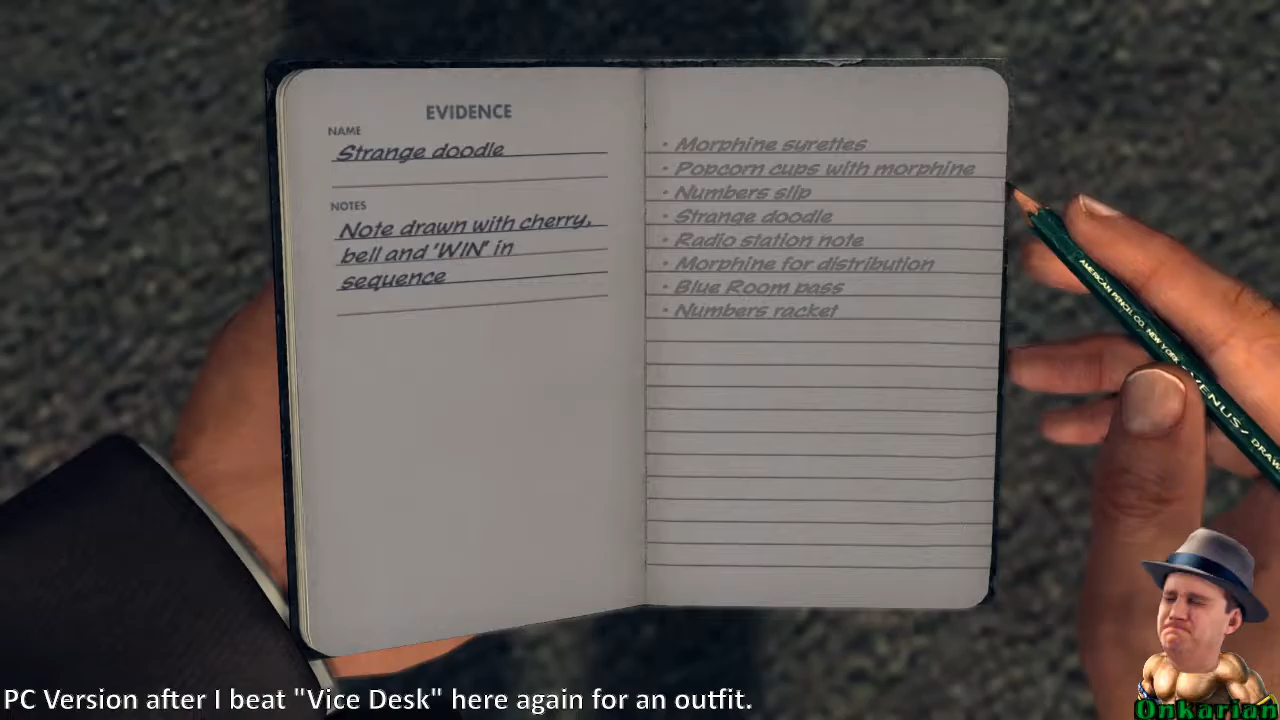 EVIDENCE
NAME
Strange doodle
NOTES
Note drawn with cherry,
bell and 'WIN' in
sequence
• Morphine syrettes
• Popcorn cups with morphine
• Numbers slip
• Strange doodle
• Radio station note
• Morphine for distribution
• Blue Room pass
• Numbers racket
AMERICAN PENCIL CO. NEW YORK VENUS DRAW
PC Version after I beat "Vice Desk" here again for an outfit.
Onkarian